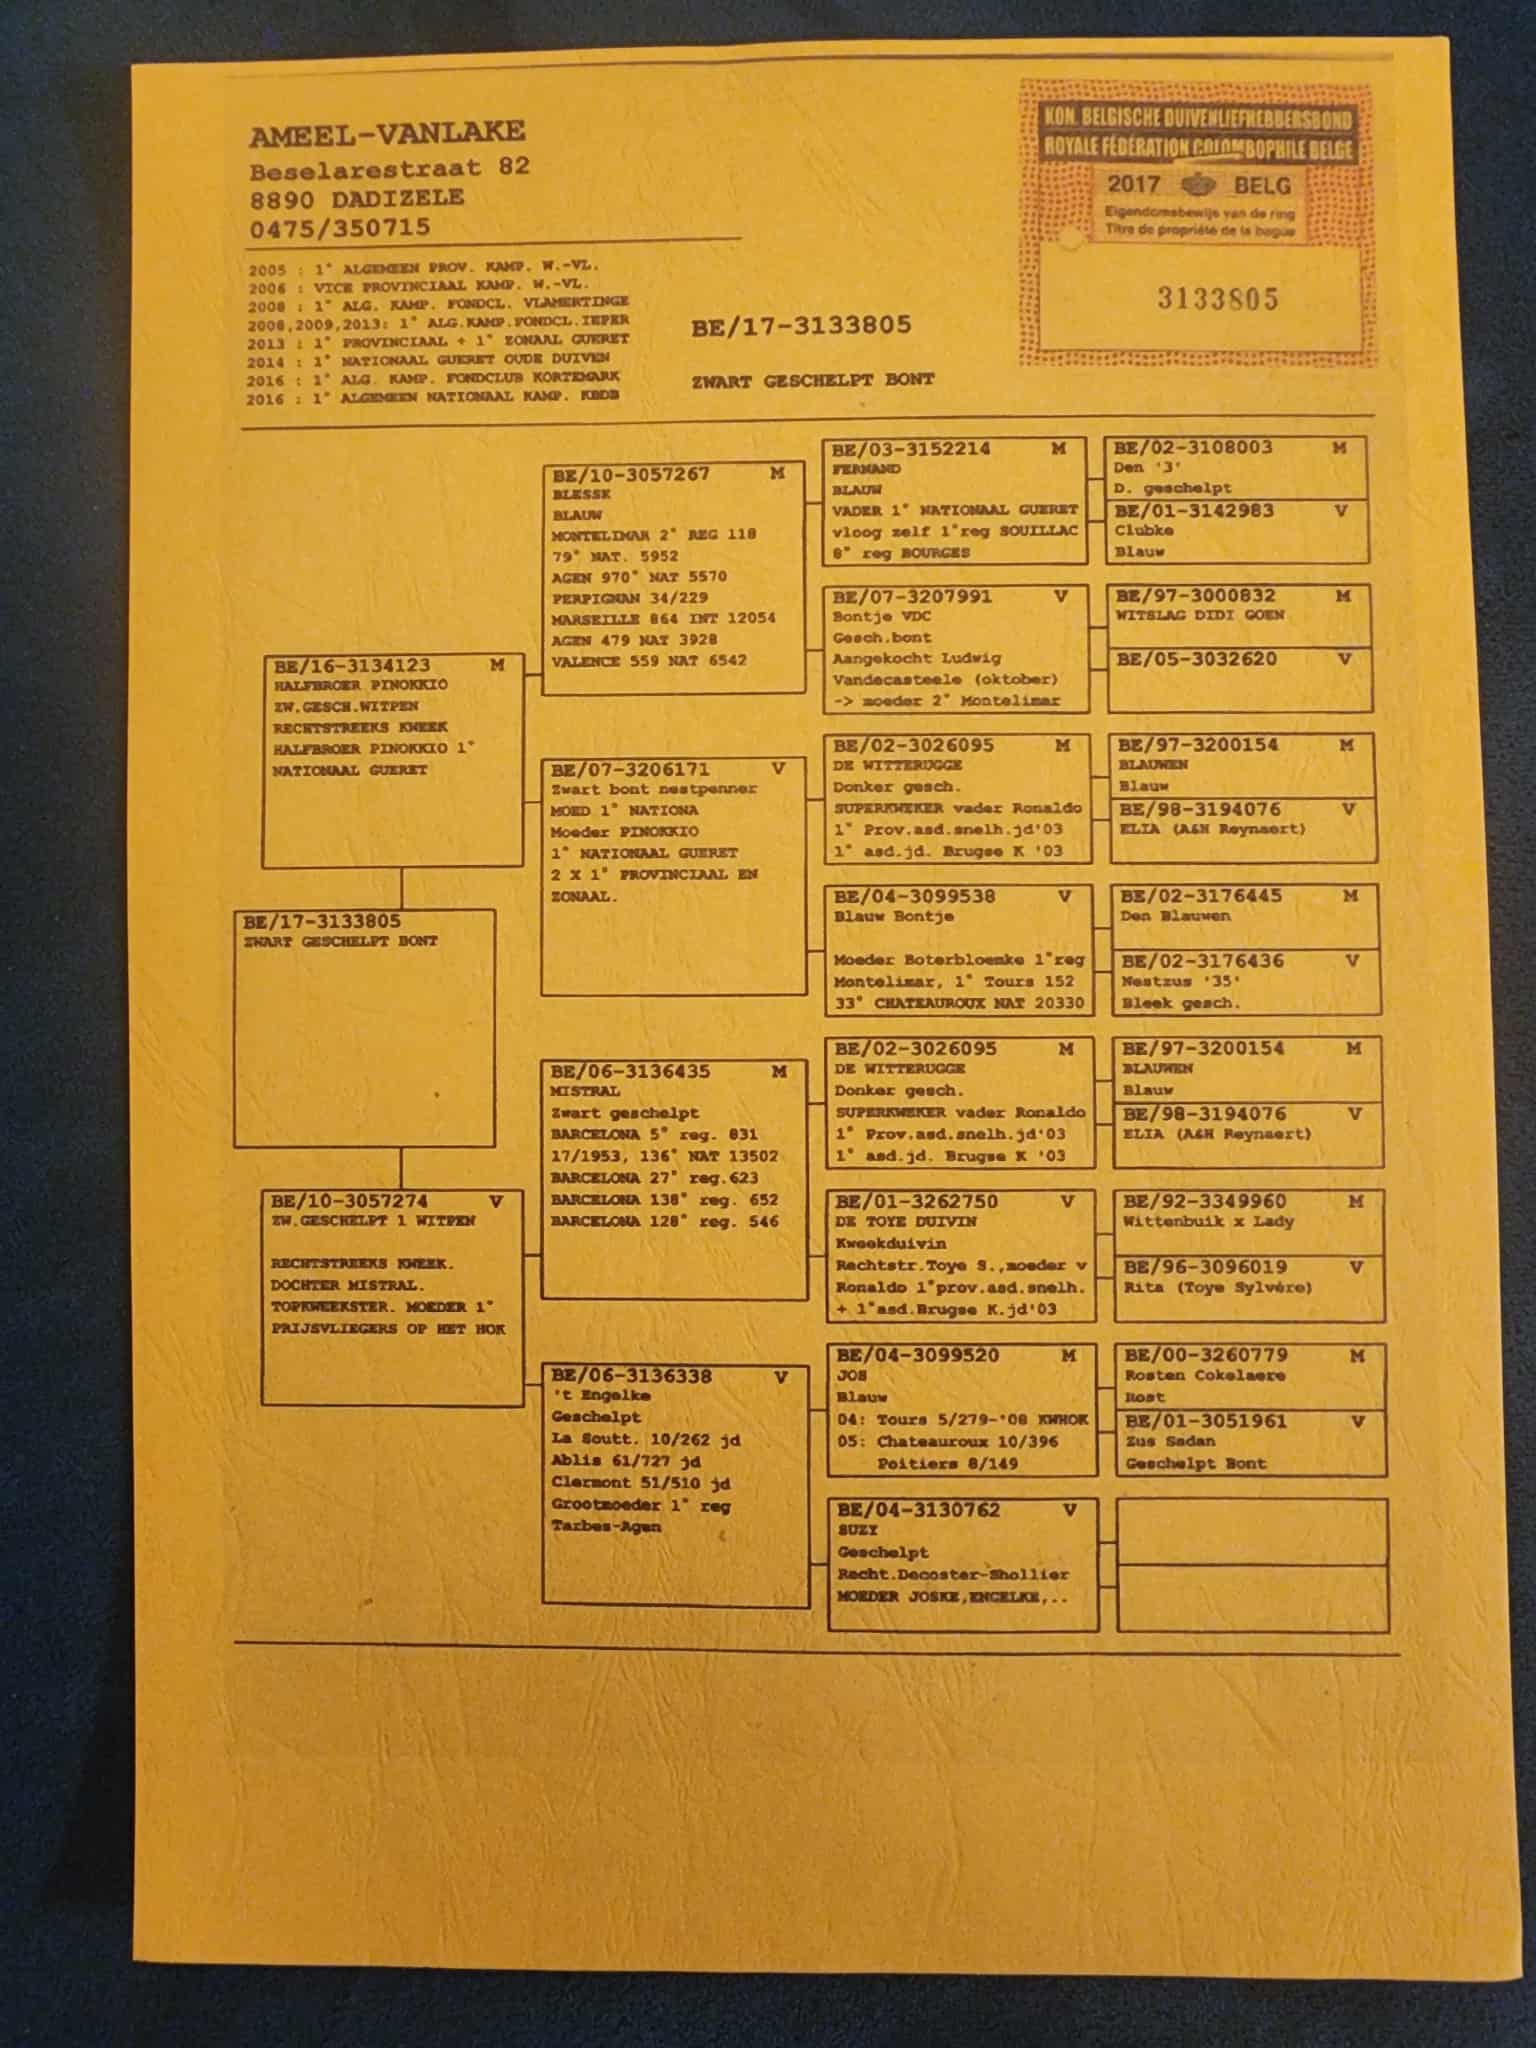 AMEEL-VANLAKE
Beselarestraat 82
8890 DADIZELE
0475/350715
KON. BELGISCHE DUIVENLIEFHEBBERSBOND
ROYALE FÉDÉRATION COLOMBOPHILE BELGE
2017 BELG
Eigendomsbewijs van de ring
Titre de propriété de la bague
3133805
2005 : 1° ALGEMEEN PROV. KAMP. W.-VL.
2006 : VICE PROVINCIAAL KAMP. W.-VL.
2008 : 1° ALG. KAMP. FONDCL. VLAMERTINGE
2008,2009,2013: 1° ALG.KAMP.FONDCL.IEPER
2013 : 1° PROVINCIAAL + 1° ZONAAL GUERET
2014 : 1° NATIONAAL GUERET OUDE DUIVEN
2016 : 1° ALG. KAMP. FONDCLUB KORTEMARK
2016 : 1° ALGEMEEN NATIONAAL KAMP. KBDB
BE/17-3133805
ZWART GESCHELPT BONT
BE/17-3133805
ZWART GESCHELPT BONT
BE/16-3134123 M
HALFBROER PINOKKIO
ZW.GESCH.WITPEN
RECHTSTREEKS KWEEK
HALFBROER PINOKKIO 1°
NATIONAAL GUERET
BE/10-3057274 V
ZW.GESCHELPT 1 WITPEN
RECHTSTREEKS KWEEK.
DOCHTER MISTRAL.
TOPKWEEKSTER. MOEDER 1°
PRIJSVLIEGERS OP HET HOK
BE/10-3057267 M
BLESSK
BLAUW
MONTELIMAR 2° REG 118
79° NAT. 5952
AGEN 970° NAT 5570
PERPIGNAN 34/229
MARSEILLE 864 INT 12054
AGEN 479 NAT 3928
VALENCE 559 NAT 6542
BE/07-3206171 V
Zwart bont nestpenner
MOED 1° NATIONA
Moeder PINOKKIO
1° NATIONAAL GUERET
2 X 1° PROVINCIAAL EN
ZONAAL.
BE/06-3136435 M
MISTRAL
Zwart geschelpt
BARCELONA 5° reg. 831
17/1953, 136° NAT 13502
BARCELONA 27° reg.623
BARCELONA 138° reg. 652
BARCELONA 128° reg. 546
BE/06-3136338 V
't Engelke
Geschelpt
La Soutt. 10/262 jd
Ablis 61/727 jd
Clermont 51/510 jd
Grootmoeder 1° reg
Tarbes-Agen
BE/03-3152214 M
FERNAND
BLAUW
VADER 1° NATIONAAL GUERET
vloog zelf 1°reg SOUILLAC
8° reg BOURGES
BE/07-3207991 V
Bontje VDC
Gesch.bont
Aangekocht Ludwig
Vandecasteele (oktober)
-> moeder 2° Montelimar
BE/02-3026095 M
DE WITTERUGGE
Donker gesch.
SUPERKWEKER vader Ronaldo
1° Prov.asd.snelh.jd'03
1° asd.jd. Brugse K '03
BE/04-3099538 V
Blauw Bontje
Moeder Boterbloemke 1°reg
Montelimar, 1° Tours 152
33° CHATEAUROUX NAT 20330
BE/02-3026095 M
DE WITTERUGGE
Donker gesch.
SUPERKWEKER vader Ronaldo
1° Prov.asd.snelh.jd'03
1° asd.jd. Brugse K '03
BE/01-3262750 V
DE TOYE DUIVIN
Kweekduivin
Rechtstr.Toye S.,moeder v
Ronaldo 1°prov.asd.snelh.
+ 1°asd.Brugse K.jd'03
BE/04-3099520 M
JOS
Blauw
04: Tours 5/279-'08 KWHOK
05: Chateauroux 10/396
Poitiers 8/149
BE/04-3130762 V
SUZY
Geschelpt
Recht.Decoster-Shollier
MOEDER JOSKE,ENGELKE,..
BE/02-3108003 M
Den '3'
D. geschelpt
BE/01-3142983 V
Clubke
Blauw
BE/97-3000832 M
WITSLAG DIDI GOEN
BE/05-3032620 V
BE/97-3200154 M
BLAUWEN
Blauw
BE/98-3194076 V
ELIA (A&H Reynaert)
BE/02-3176445 M
Den Blauwen
BE/02-3176436 V
Nestzus '35'
Bleek gesch.
BE/97-3200154 M
BLAUWEN
Blauw
BE/98-3194076 V
ELIA (A&H Reynaert)
BE/92-3349960 M
Wittenbuik x Lady
BE/96-3096019 V
Rita (Toye Sylvère)
BE/00-3260779 M
Rosten Cokelaere
Rost
BE/01-3051961 V
Zus Sadan
Geschelpt Bont